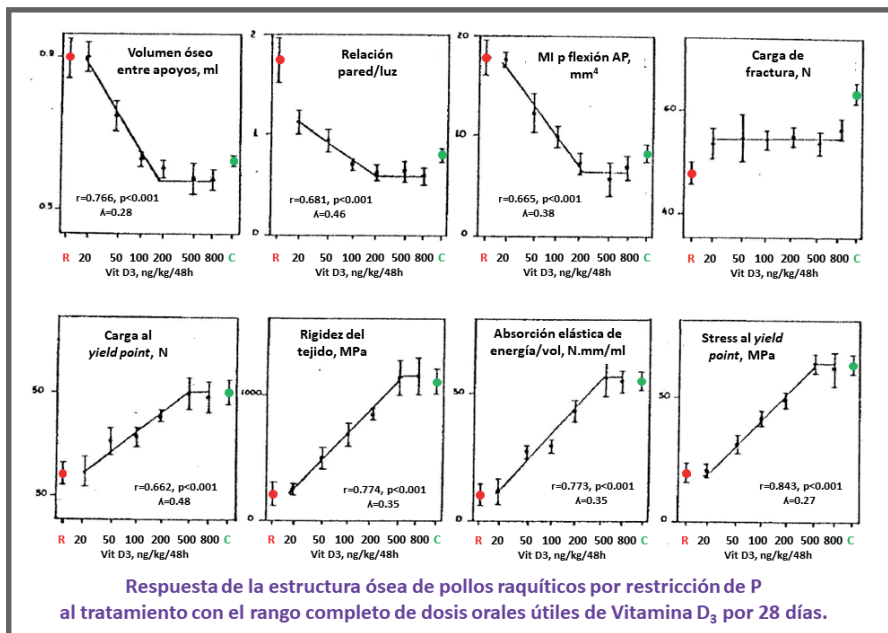 Volumen óseo
entre apoyos, ml
0.9
0.5
r=0.766, p<0.001
Λ=0.28
R 20 50 100 200 500 800 C
Vit D3, ng/kg/48h
Relación
pared/luz
2
1
0
r=0.681, p<0.001
Λ=0.46
R 20 50 100 200 500 800 C
Vit D3, ng/kg/48h
MI p flexión AP,
mm⁴
20
10
0
r=0.665, p<0.001
Λ=0.38
R 20 50 100 200 500 800 C
Vit D3, ng/kg/48h
Carga de
fractura, N
60
40
R 20 50 100 200 500 800 C
Vit D3, ng/kg/48h
Carga al
yield point, N
50
50
r=0.662, p<0.001
Λ=0.48
R 20 50 100 200 500 800 C
Vit D3, ng/kg/48h
Rigidez del
tejido, MPa
1000
0
r=0.774, p<0.001
Λ=0.35
R 20 50 100 200 500 800 C
Vit D3, ng/kg/48h
Absorción elástica de
energía/vol, N.mm/ml
50
0
r=0.773, p<0.001
Λ=0.35
R 20 50 100 200 500 800 C
Vit D3, ng/kg/48h
Stress al yield
point, MPa
50
0
r=0.843, p<0.001
Λ=0.27
R 20 50 100 200 500 800 C
Vit D3, ng/kg/48h
Respuesta de la estructura ósea de pollos raquíticos por restricción de P
al tratamiento con el rango completo de dosis orales útiles de Vitamina D₃ por 28 días.